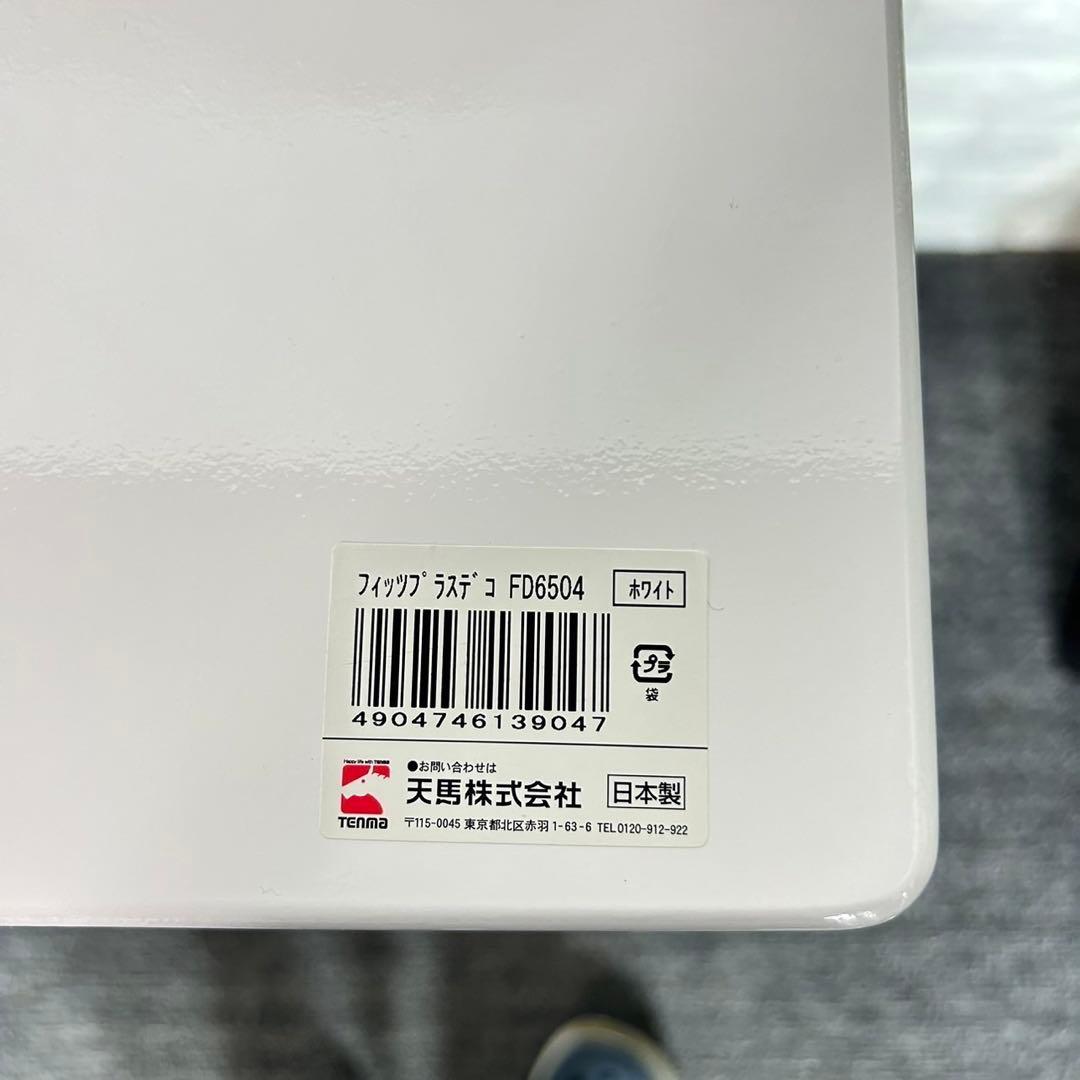 フィッツプラスデコ FD6504 ホワイト
4904746139047
プラ
袋
Happy life with TENMA
●お問い合わせは
天馬株式会社 日本製
TENMA
〒115-0045 東京都北区赤羽1-63-6 TEL0120-912-922